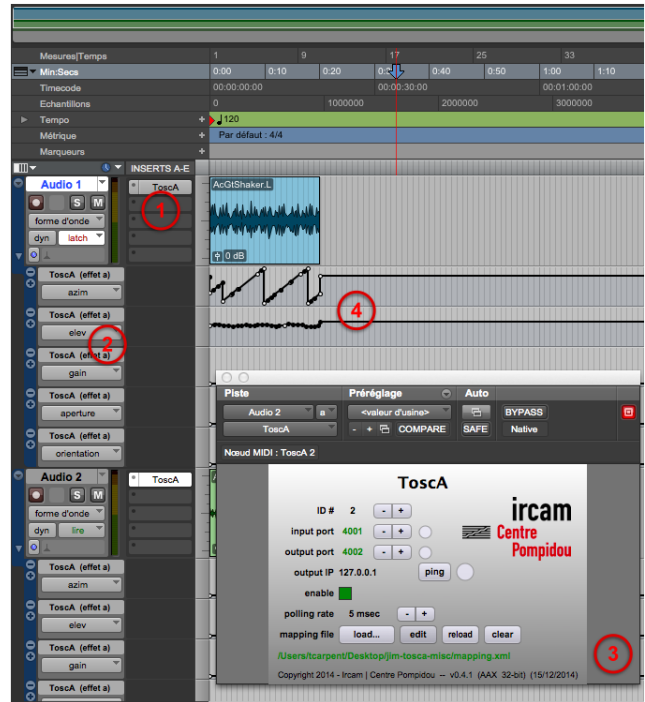 Mesures|Temps 1 9 17 25 33
Min:Secs 0:00 0:10 0:20 0:40 0:50 1:00 1:10
Timecode 00:00:00:00 00:00:30:00 00:01:00:00
Echantillons 0 1000000 2000000 3000000
Tempo + 120
Métrique + Par défaut : 4/4
Marqueurs +
INSERTS A-E
Audio 1 ToscA
AcGtShaker.L
S M
1
forme d'onde
dyn latch
0 dB
ToscA (effet a)
azim
4
ToscA (effet a)
elev
2
ToscA (effet a)
gain
ToscA (effet a)
aperture
ToscA (effet a)
orientation
Audio 2 ToscA
S M
forme d'onde
dyn lire
ToscA (effet a)
azim
ToscA (effet a)
elev
ToscA (effet a)
gain
ToscA (effet a)
Piste Préréglage Auto
Audio 2 a <valeur d'usine> BYPASS
ToscA - + COMPARE SAFE Native
Nœud MIDI : ToscA 2
ToscA
ircam
Centre
Pompidou
ID # 2 - +
input port 4001 - +
output port 4002 - +
output IP 127.0.0.1 ping
enable
polling rate 5 msec - +
mapping file load... edit reload clear
3
/Users/tcarpent/Desktop/jim-tosca-misc/mapping.xml
Copyright 2014 - Ircam | Centre Pompidou – v0.4.1 (AAX 32-bit) (15/12/2014)